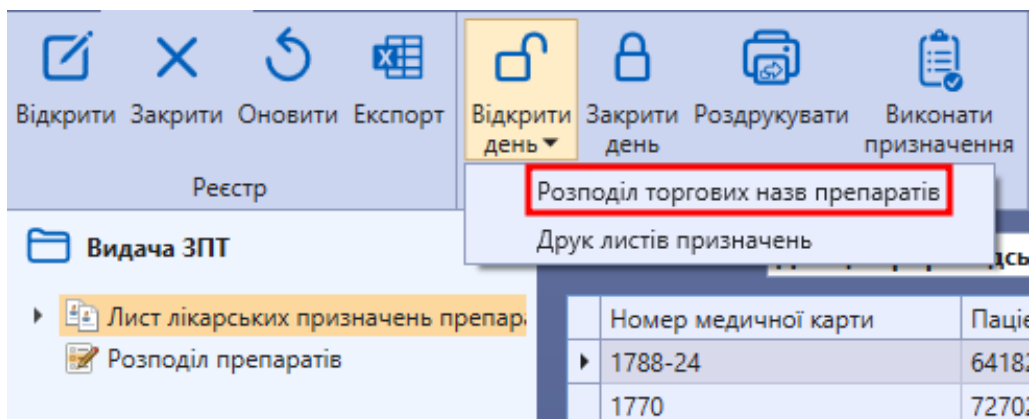 Відкрити Закрити Оновити Експорт
Відкрити день
Закрити день
Роздрукувати
Виконати призначення
Реєстр
Розподіл торгових назв препаратів
Друк листів призначень
Видача ЗПТ
Лист лікарських призначень
Розподіл препаратів
Номер медичної карти
1788-24
1770